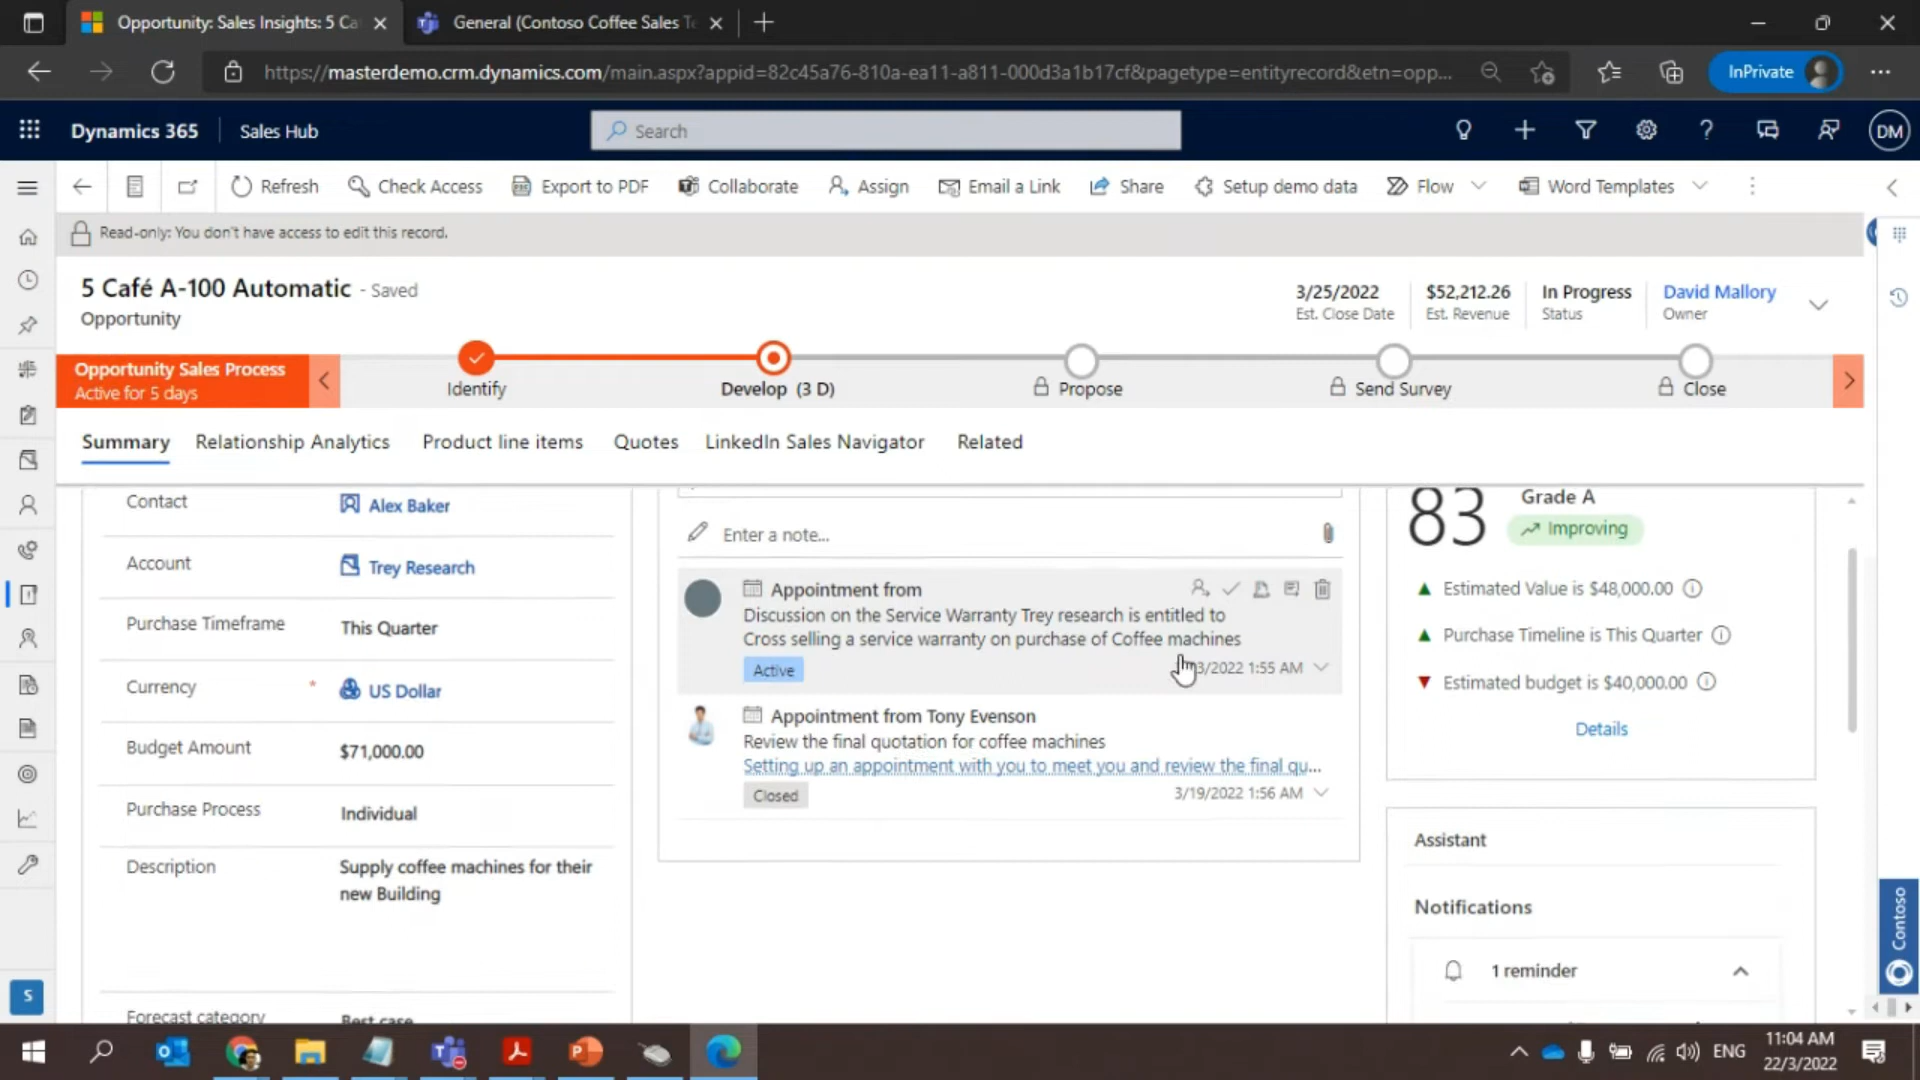 Opportunity: Sales Insights: 5 Ca
General (Contoso Coffee Sales Te
https://masterdemo.crm.dynamics.com/main.aspx?appid=82c45a76-810a-ea11-a811-000d3a1b17cf&pagetype=entityrecord&etn=opp...
InPrivate
Dynamics 365
Sales Hub
Search
DM
Refresh
Check Access
Export to PDF
Collaborate
Assign
Email a Link
Share
Setup demo data
Flow
Word Templates
Read-only: You don't have access to edit this record.
5 Café A-100 Automatic - Saved
Opportunity
3/25/2022
Est. Close Date
$52,212.26
Est. Revenue
In Progress
Status
David Mallory
Owner
Opportunity Sales Process
Active for 5 days
Identify
Develop (3 D)
Propose
Send Survey
Close
Summary
Relationship Analytics
Product line items
Quotes
LinkedIn Sales Navigator
Related
Contact
Alex Baker
Account
Trey Research
Purchase Timeframe
This Quarter
Currency
*
US Dollar
Budget Amount
$71,000.00
Purchase Process
Individual
Description
Supply coffee machines for their
new Building
Forecast category
Best case
Enter a note...
Appointment from
Discussion on the Service Warranty Trey research is entitled to
Cross selling a service warranty on purchase of Coffee machines
Active
3/2022 1:55 AM
Appointment from Tony Evenson
Review the final quotation for coffee machines
Setting up an appointment with you to meet you and review the final qu...
Closed
3/19/2022 1:56 AM
83
Grade A
Improving
Estimated Value is $48,000.00
Purchase Timeline is This Quarter
Estimated budget is $40,000.00
Details
Assistant
Notifications
1 reminder
Contoso
S
ENG
11:04 AM
22/3/2022